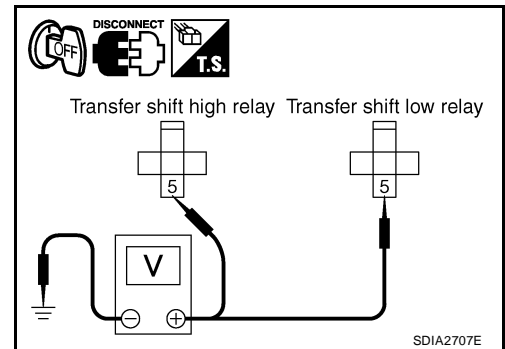 DISCONNECT
OFF
T.S.
Transfer shift high relay Transfer shift low relay
5 5
V
− +
SDIA2707E